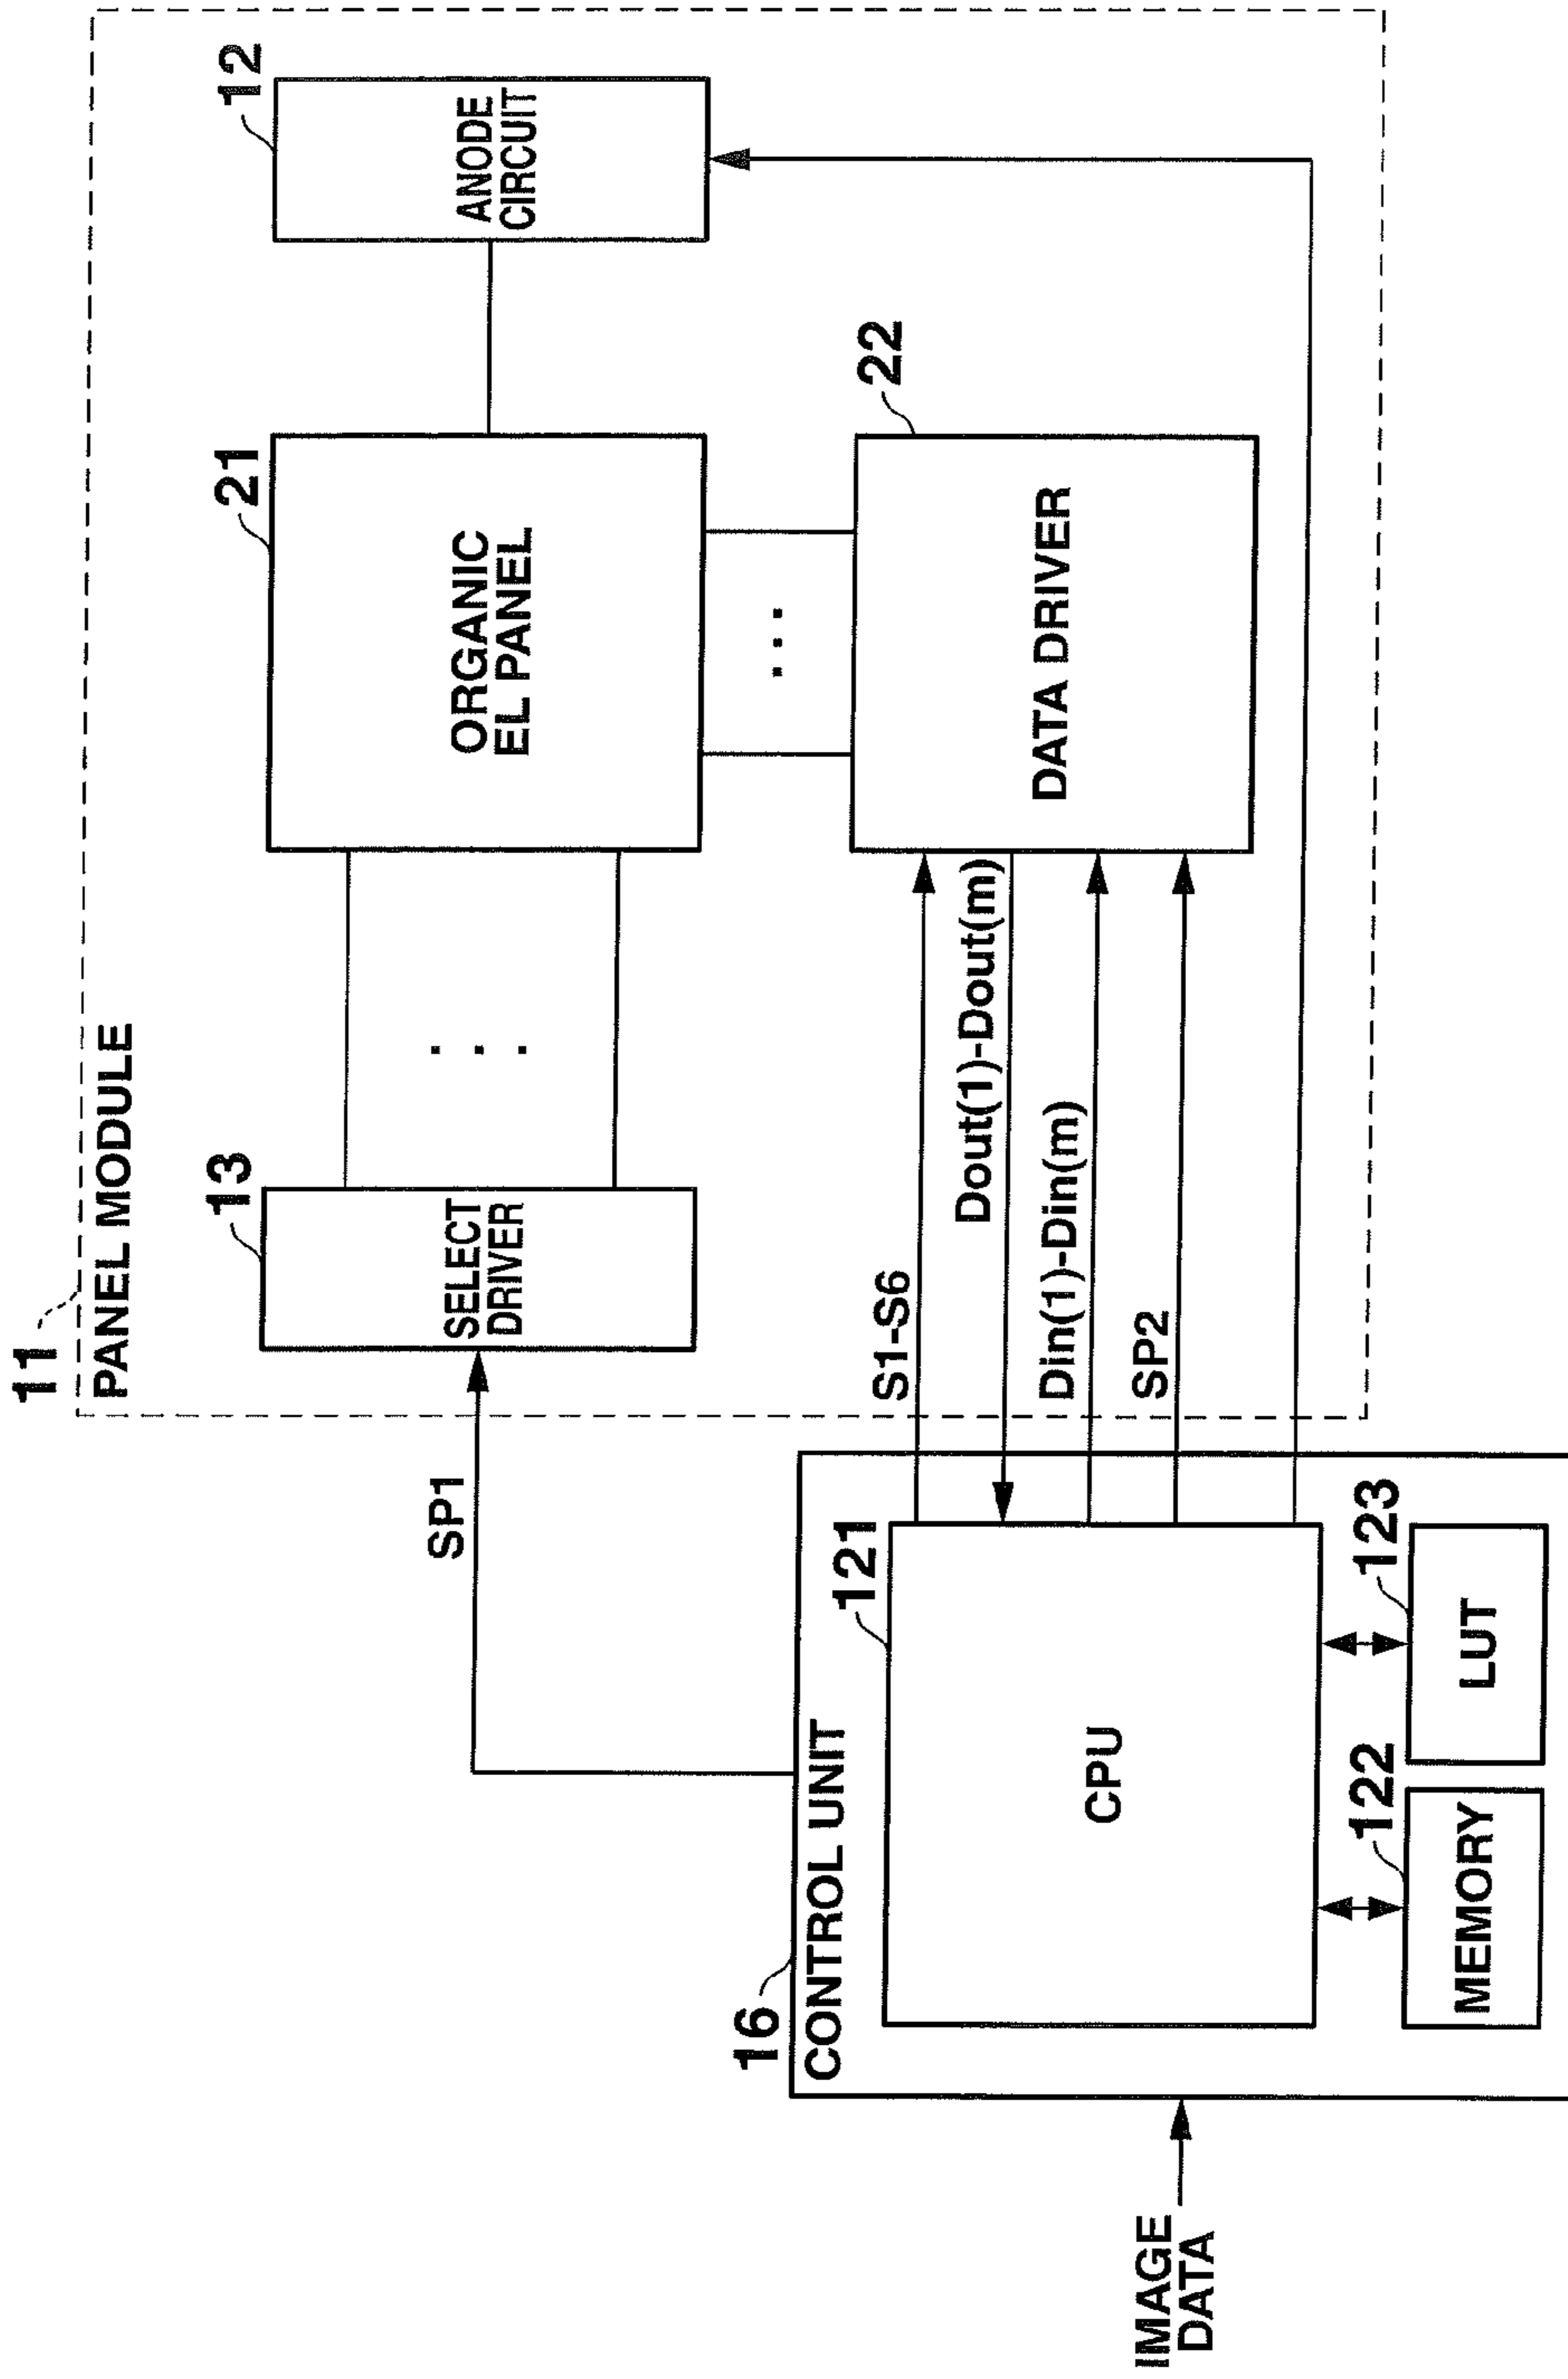 11
PANEL MODULE
13
SELECT
DRIVER
. . .
21
ORGANIC
EL PANEL
12
ANODE
CIRCUIT
SP1
. . .
22
DATA DRIVER
S1-S6
Dout(1)-Dout(m)
Din(1)-Din(m)
SP2
16
CONTROL UNIT
121
CPU
122
MEMORY
123
LUT
IMAGE
DATA